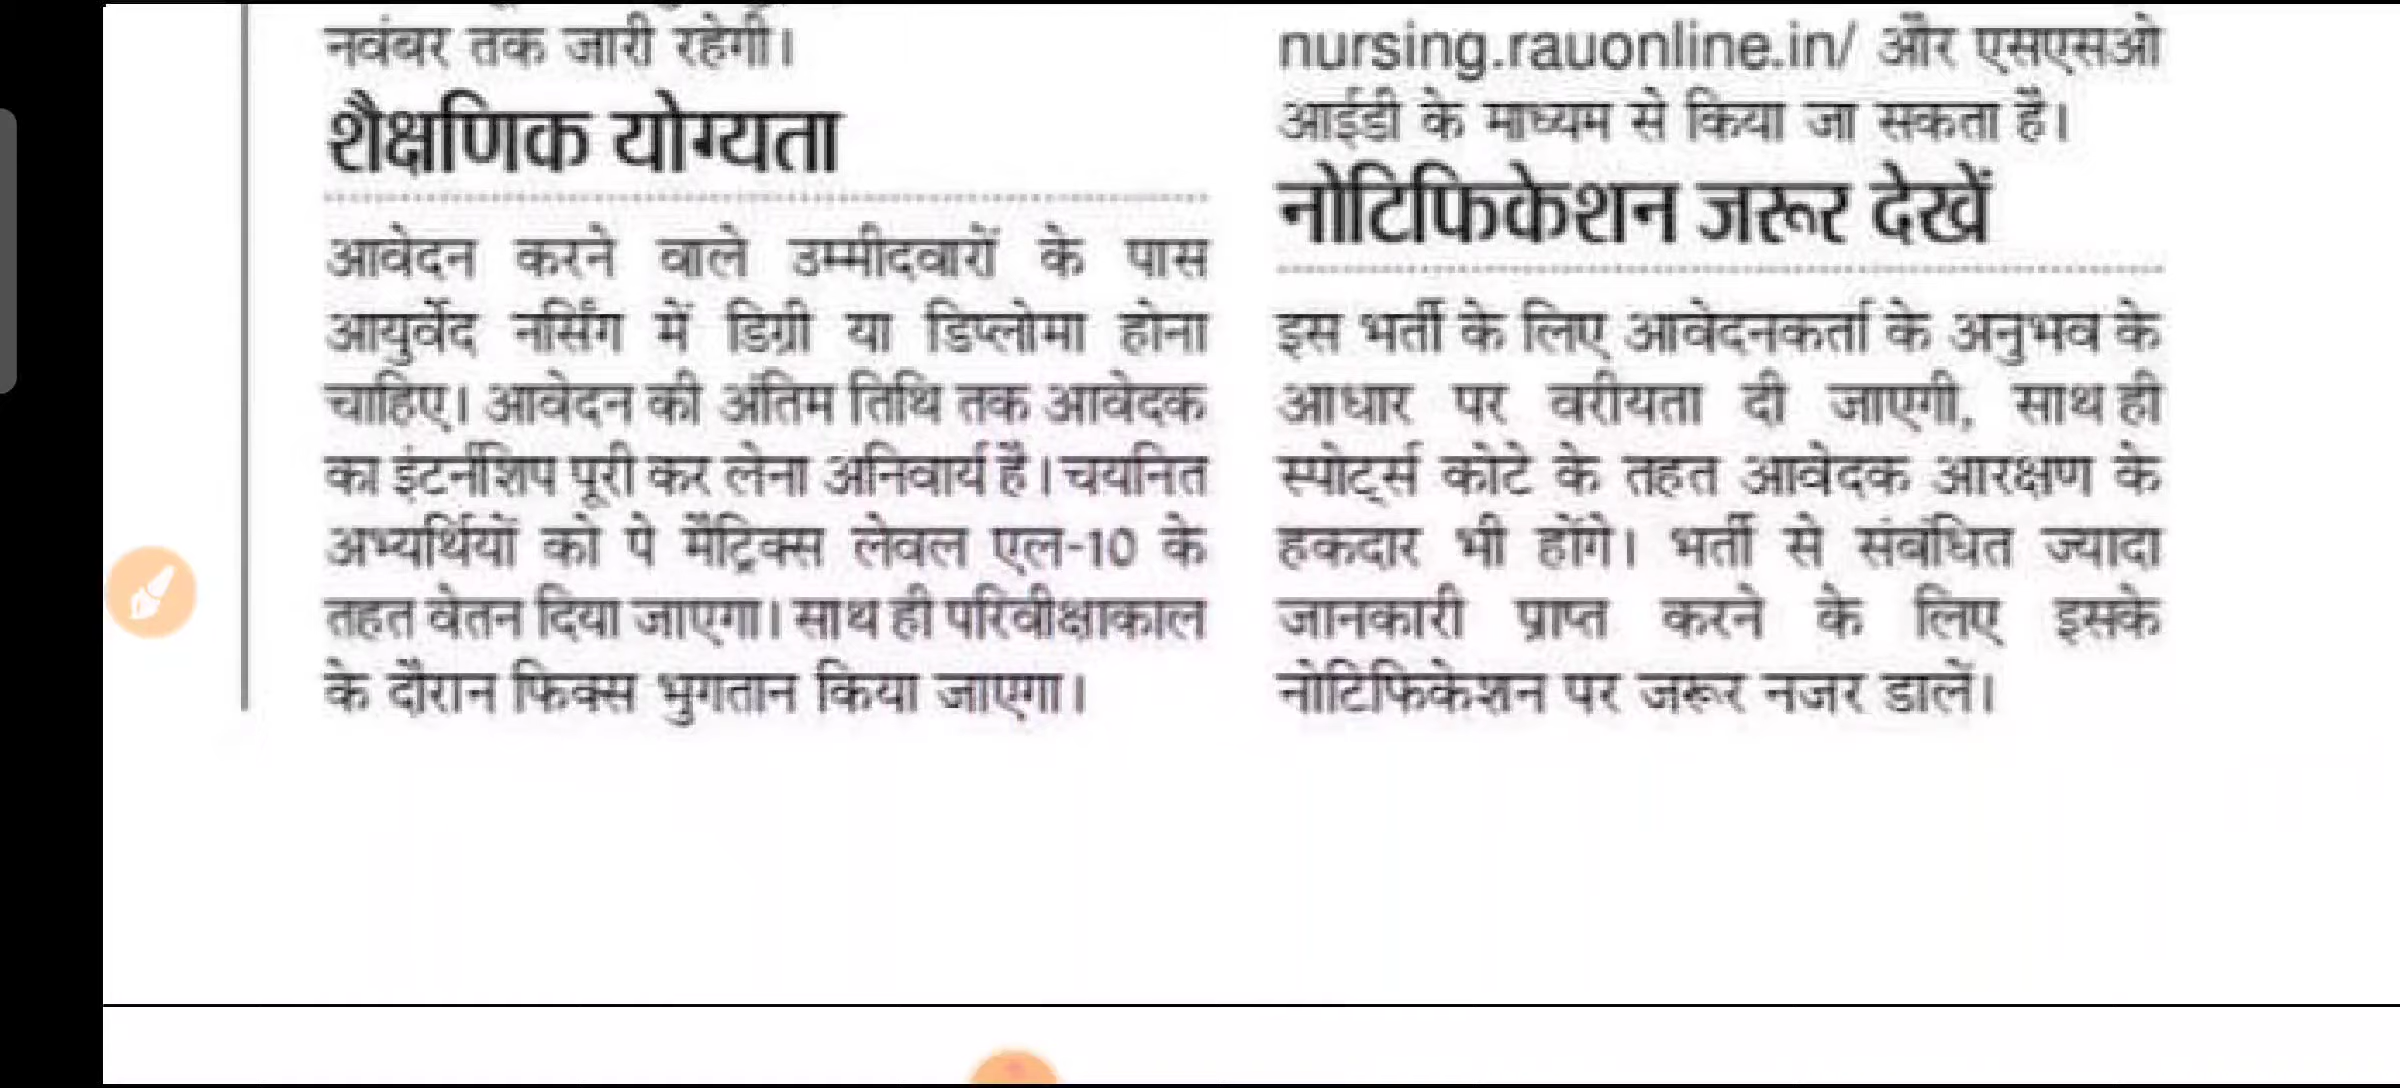 नवंबर तक जारी रहेगी।
शैक्षणिक योग्यता
आवेदन करने वाले उम्मीदवारों के पास
आयुर्वेद नर्सिंग में डिग्री या डिप्लोमा होना
चाहिए। आवेदन की अंतिम तिथि तक आवेदक
का इंटर्नशिप पूरी कर लेना अनिवार्य है। चयनित
अभ्यर्थियों को पे मैट्रिक्स लेवल एल-10 के
तहत वेतन दिया जाएगा। साथ ही परिवीक्षाकाल
के दौरान फिक्स भुगतान किया जाएगा।
nursing.rauonline.in/ और एसएसओ
आईडी के माध्यम से किया जा सकता है।
नोटिफिकेशन जरूर देखें
इस भर्ती के लिए आवेदनकर्ता के अनुभव के
आधार पर वरीयता दी जाएगी, साथ ही
स्पोर्ट्स कोटे के तहत आवेदक आरक्षण के
हकदार भी होंगे। भर्ती से संबंधित ज्यादा
जानकारी प्राप्त करने के लिए इसके
नोटिफिकेशन पर जरूर नजर डालें।